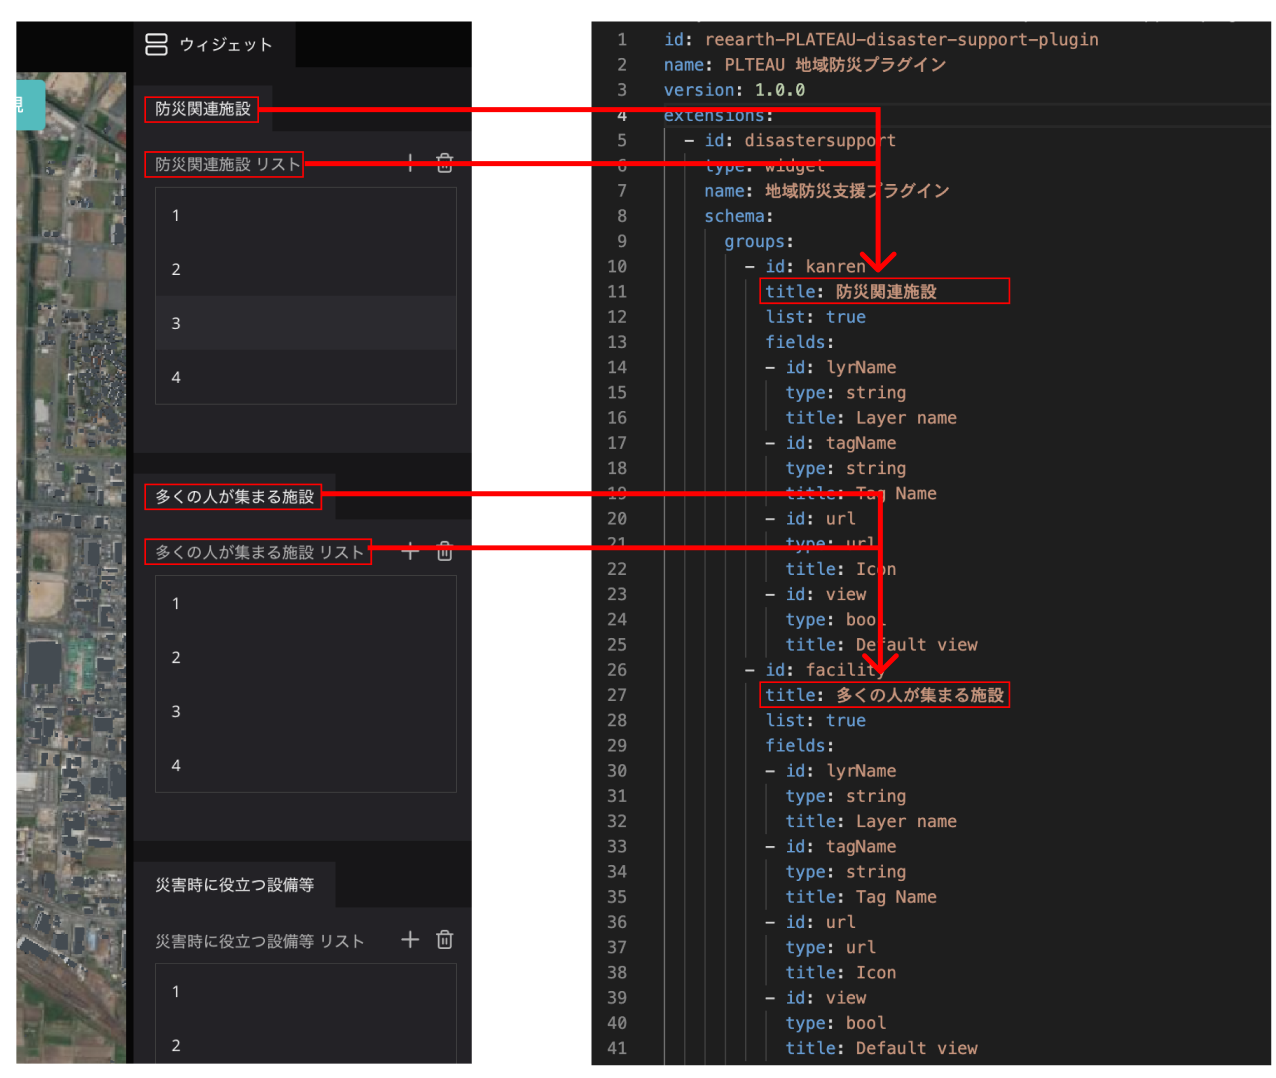 ウィジェット
防災関連施設
防災関連施設 リスト
1
2
3
4
多くの人が集まる施設
多くの人が集まる施設 リスト
1
2
3
4
災害時に役立つ設備等
災害時に役立つ設備等 リスト
1
2
1 id: reearth-PLATEAU-disaster-support-plugin
2 name: PLTEAU 地域防災プラグイン
3 version: 1.0.0
4 extensions:
5 - id: disastersupport
6 type: widget
7 name: 地域防災支援プラグイン
8 schema:
9 groups:
10 - id: kanren
11 title: 防災関連施設
12 list: true
13 fields:
14 - id: lyrName
15 type: string
16 title: Layer name
17 - id: tagName
18 type: string
19 title: Tag Name
20 - id: url
21 type: url
22 title: Icon
23 - id: view
24 type: bool
25 title: Default view
26 - id: facility
27 title: 多くの人が集まる施設
28 list: true
29 fields:
30 - id: lyrName
31 type: string
32 title: Layer name
33 - id: tagName
34 type: string
35 title: Tag Name
36 - id: url
37 type: url
38 title: Icon
39 - id: view
40 type: bool
41 title: Default view